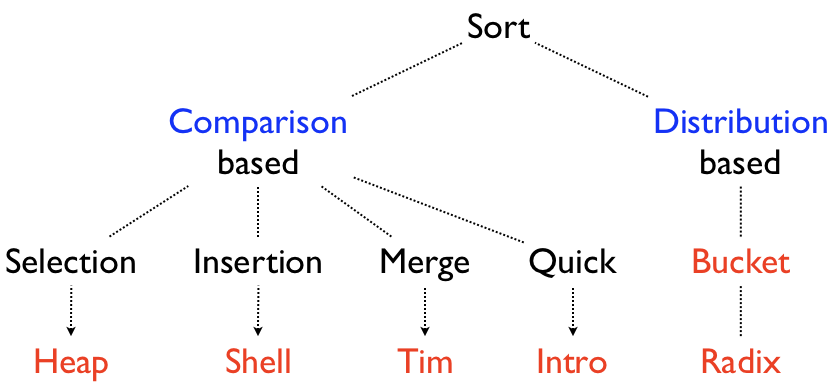 Sort
Comparison
based
Distribution
based
Selection
Insertion
Merge
Quick
Bucket
Heap
Shell
Tim
Intro
Radix